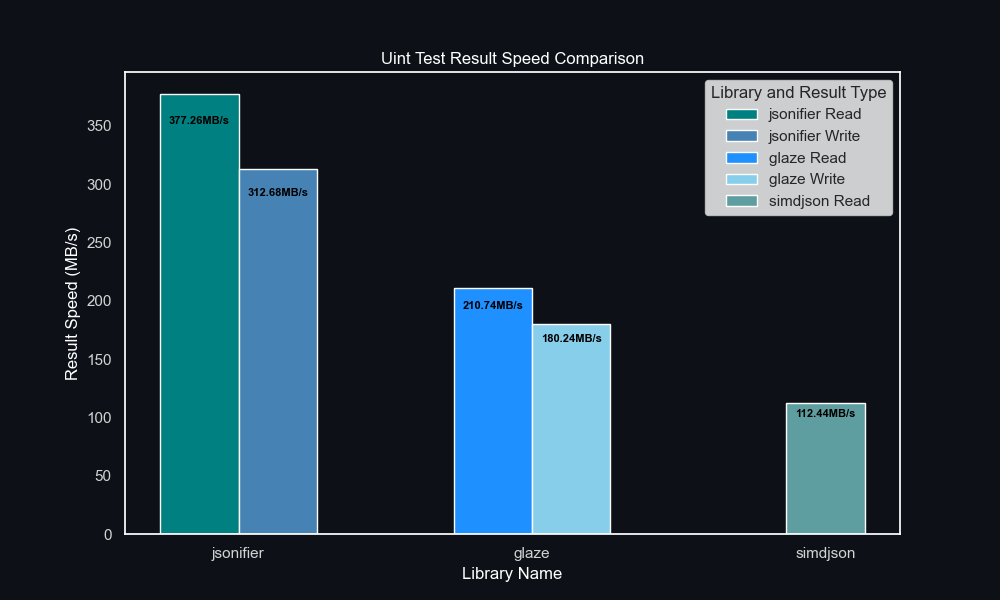 Uint Test Result Speed Comparison
Library and Result Type
jsonifier Read
jsonifier Write
glaze Read
glaze Write
simdjson Read
377.26MB/s
312.68MB/s
210.74MB/s
180.24MB/s
112.44MB/s
350
300
250
200
150
100
50
0
Result Speed (MB/s)
jsonifier
glaze
simdjson
Library Name